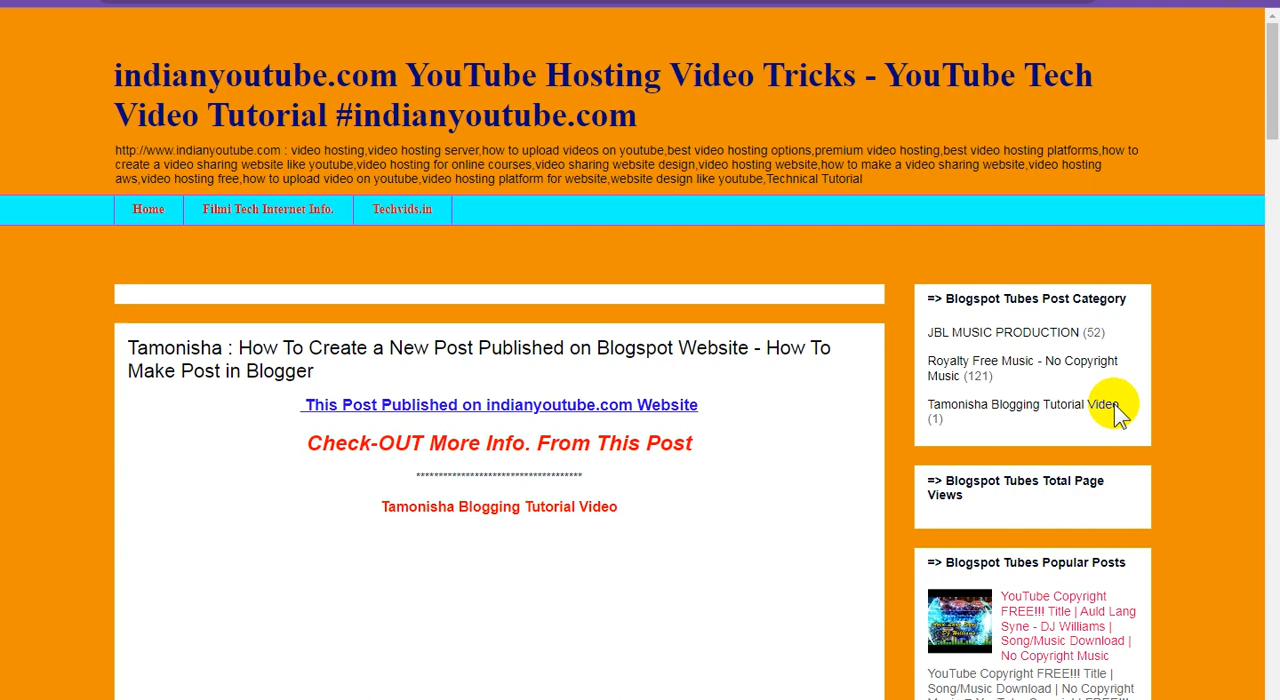 indianyoutube.com YouTube Hosting Video Tricks - YouTube Tech
Video Tutorial #indianyoutube.com
http://www.indianyoutube.com : video hosting,video hosting server,how to upload videos on youtube,best video hosting options,premium video hosting,best video hosting platforms,how to
create a video sharing website like youtube,video hosting for online courses,video sharing website design,video hosting website,how to make a video sharing website,video hosting
aws,video hosting free,how to upload video on youtube,video hosting platform for website,website design like youtube,Technical Tutorial
Home Filmi Tech Internet Info. Techvids.in
Tamonisha : How To Create a New Post Published on Blogspot Website - How To
Make Post in Blogger
This Post Published on indianyoutube.com Website
Check-OUT More Info. From This Post
*************************************
Tamonisha Blogging Tutorial Video
=> Blogspot Tubes Post Category
JBL MUSIC PRODUCTION (52)
Royalty Free Music - No Copyright
Music (121)
Tamonisha Blogging Tutorial Video
(1)
=> Blogspot Tubes Total Page
Views
=> Blogspot Tubes Popular Posts
YouTube Copyright
FREE!!! Title | Auld Lang
Syne - DJ Williams |
Song/Music Download |
No Copyright Music
YouTube Copyright FREE!!! Title |
Song/Music Download | No Copyright